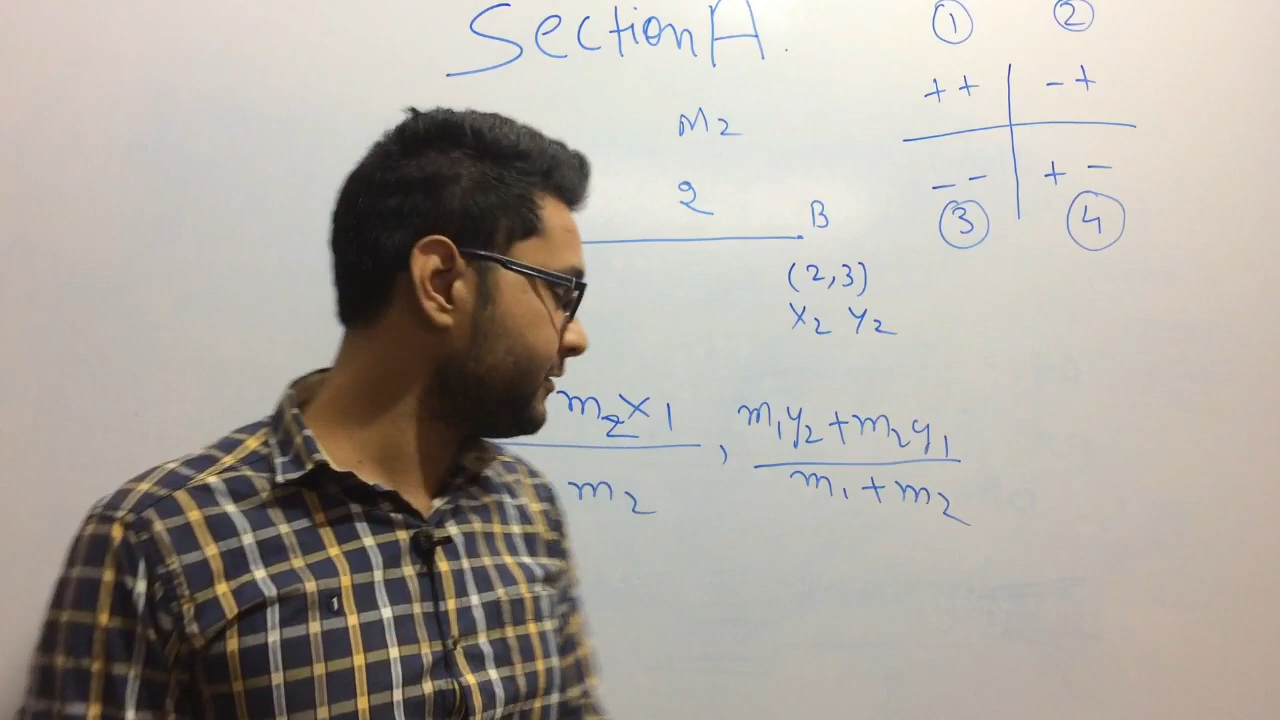 Section A.
① ②
++ -+
-- +-
③ ④
m2
2
B
(2,3)
x2 y2
m2x1 , m1y2+m2y1
m2 m1+m2